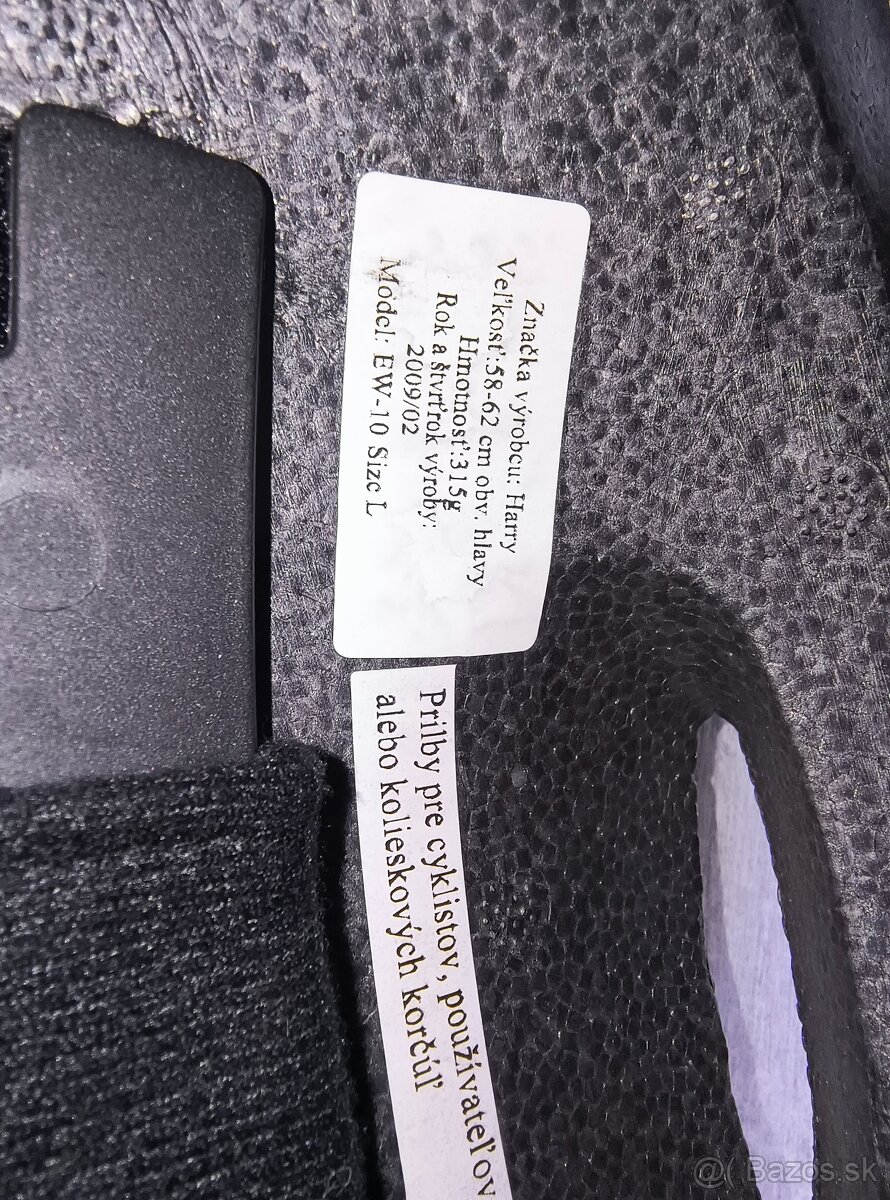 Značka výrobcu: Harry
Veľkosť:58-62 cm obv. hlavy
Hmotnosť:315g
Rok a štvrťrok výroby:
2009/02
Model: EW-10 Size L
Prilby pre cyklistov, používateľov
alebo kolieskových korčúľ
@( Bazos.sk